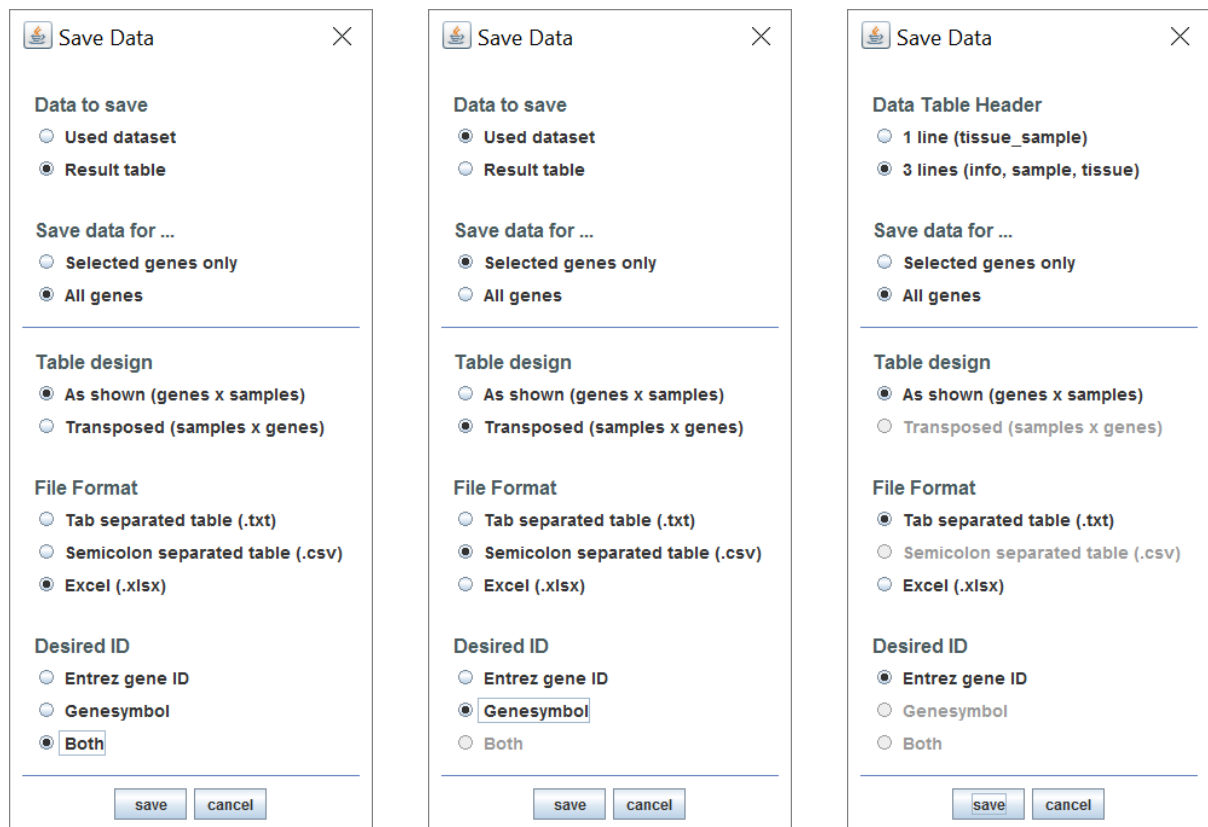 Save Data
Data to save
Used dataset
Result table
Save data for ...
Selected genes only
All genes
Table design
As shown (genes x samples)
Transposed (samples x genes)
File Format
Tab separated table (.txt)
Semicolon separated table (.csv)
Excel (.xlsx)
Desired ID
Entrez gene ID
Genesymbol
Both
save cancel
Save Data
Data to save
Used dataset
Result table
Save data for ...
Selected genes only
All genes
Table design
As shown (genes x samples)
Transposed (samples x genes)
File Format
Tab separated table (.txt)
Semicolon separated table (.csv)
Excel (.xlsx)
Desired ID
Entrez gene ID
Genesymbol
Both
save cancel
Save Data
Data Table Header
1 line (tissue_sample)
3 lines (info, sample, tissue)
Save data for ...
Selected genes only
All genes
Table design
As shown (genes x samples)
Transposed (samples x genes)
File Format
Tab separated table (.txt)
Semicolon separated table (.csv)
Excel (.xlsx)
Desired ID
Entrez gene ID
Genesymbol
Both
save cancel